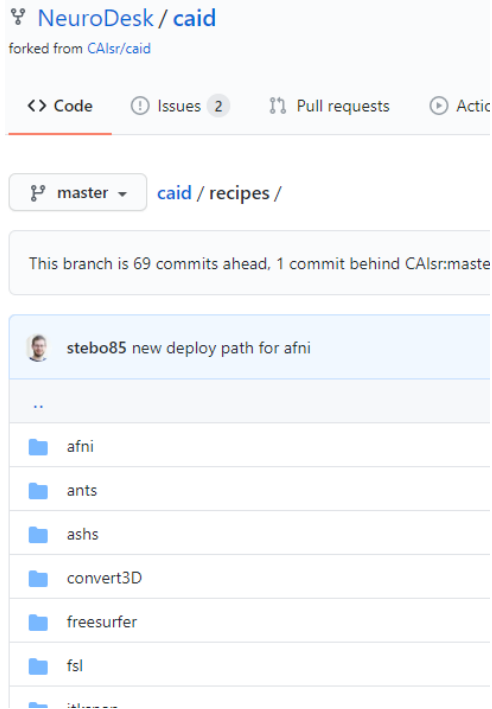 NeuroDesk / caid
forked from CAIsr/caid
Code Issues 2 Pull requests Actic
master caid / recipes /
This branch is 69 commits ahead, 1 commit behind CAIsr:maste
stebo85 new deploy path for afni
..
afni
ants
ashs
convert3D
freesurfer
fsl